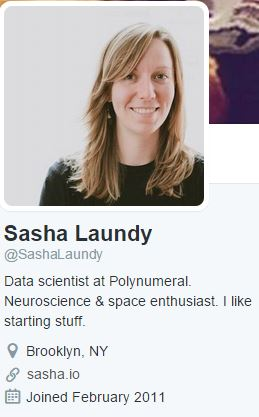 Sasha Laundy
@SashaLaundy
Data scientist at Polynumeral.
Neuroscience & space enthusiast. I like
starting stuff.
Brooklyn, NY
sasha.io
Joined February 2011